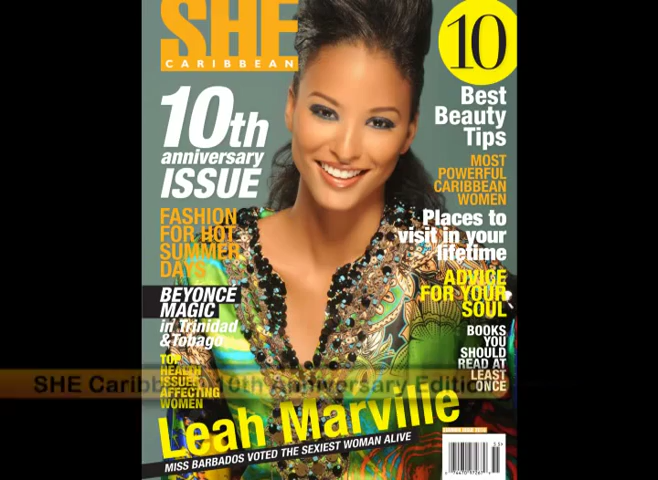 SHE
CARIBBEAN
10
10th
anniversary
ISSUE
Best
Beauty
Tips
MOST
POWERFUL
CARIBBEAN
WOMEN
Places to
visit in your
lifetime
FASHION
FOR HOT
SUMMER
DAYS
ADVICE
FOR YOUR
SOUL
BEYONCÉ
MAGIC
in Trinidad
&Tobago
BOOKS
YOU
SHOULD
READ AT
LEAST
ONCE
TOP
HEALTH
ISSUES
AFFECTING
WOMEN
SHE Caribbean 10th Anniversary Edition
Leah Marville
MISS BARBADOS VOTED THE SEXIEST WOMAN ALIVE